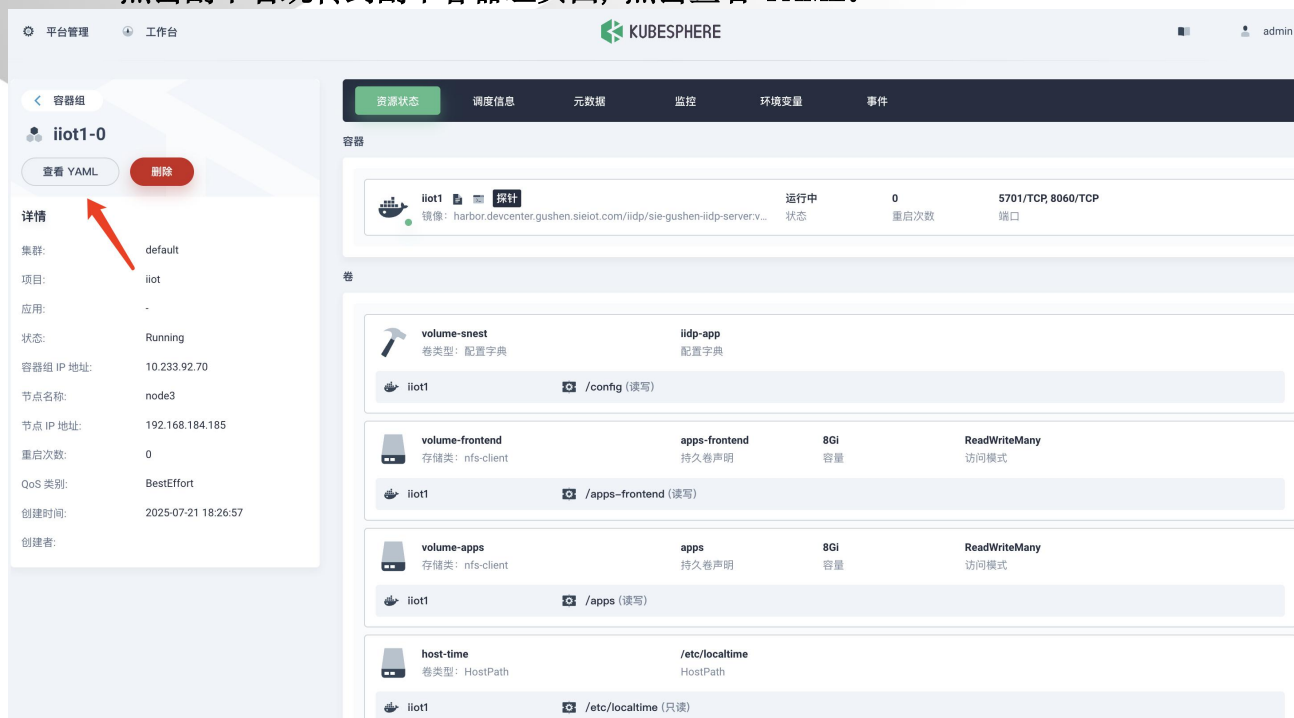 平台管理
工作台
KUBESPHERE
admin
容器组
iiot1-0
查看 YAML
删除
详情
集群: default
项目: iiot
应用: -
状态: Running
容器组 IP 地址: 10.233.92.70
节点名称: node3
节点 IP 地址: 192.168.184.185
重启次数: 0
QoS 类别: BestEffort
创建时间: 2025-07-21 18:26:57
创建者:
资源状态 调度信息 元数据 监控 环境变量 事件
容器
iiot1 探针 运行中 0 5701/TCP, 8060/TCP
镜像: harbor.devcenter.gushen.sieiot.com/iidp/sie-gushen-iidp-server:v... 状态 重启次数 端口
卷
volume-snest iidp-app
卷类型: 配置字典 配置字典
iiot1 /config (读写)
volume-frontend apps-frontend 8Gi ReadWriteMany
存储类: nfs-client 持久卷声明 容量 访问模式
iiot1 /apps-frontend (读写)
volume-apps apps 8Gi ReadWriteMany
存储类: nfs-client 持久卷声明 容量 访问模式
iiot1 /apps (读写)
host-time /etc/localtime
卷类型: HostPath HostPath
iiot1 /etc/localtime (只读)